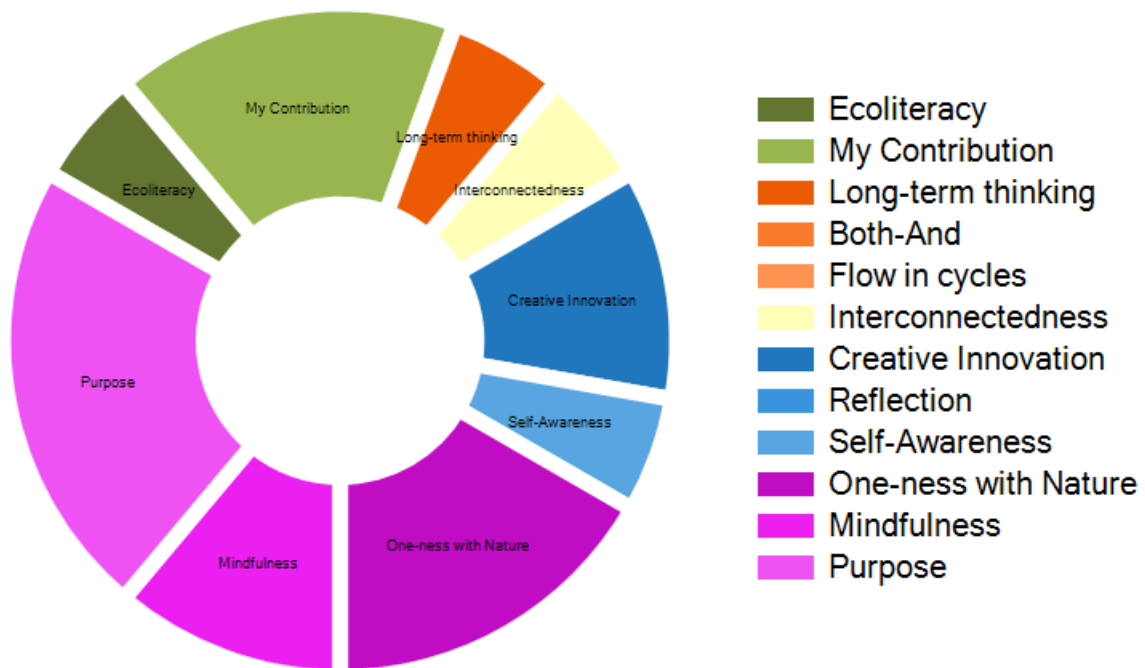 My Contribution
Long-term thinking
Ecoliteracy
Interconnectedness
Creative Innovation
Purpose
Self-Awareness
One-ness with Nature
Mindfulness
Ecoliteracy
My Contribution
Long-term thinking
Both-And
Flow in cycles
Interconnectedness
Creative Innovation
Reflection
Self-Awareness
One-ness with Nature
Mindfulness
Purpose